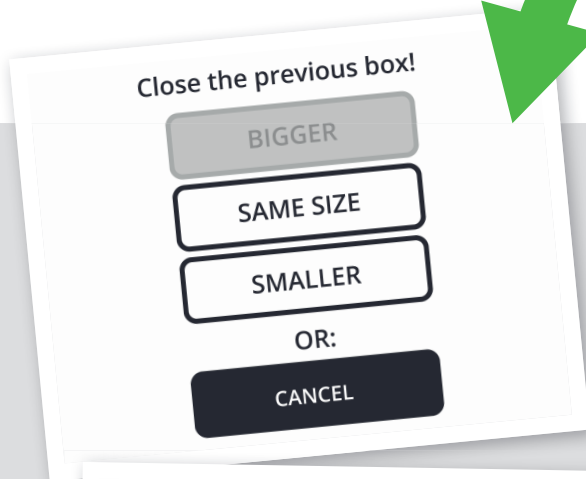 Close the previous box!
BIGGER
SAME SIZE
SMALLER
OR:
CANCEL